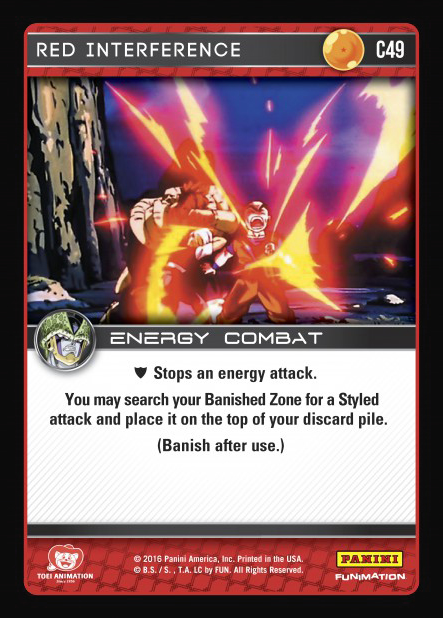 RED INTERFERENCE
C49
ENERGY COMBAT
Stops an energy attack.
You may search your Banished Zone for a Styled
attack and place it on the top of your discard pile.
(Banish after use.)
TOEI ANIMATION
© 2016 Panini America, Inc. Printed in the USA.
© B.S. / S. , T.A. LC by FUN. All Rights Reserved.
PANINI
FUNIMATION